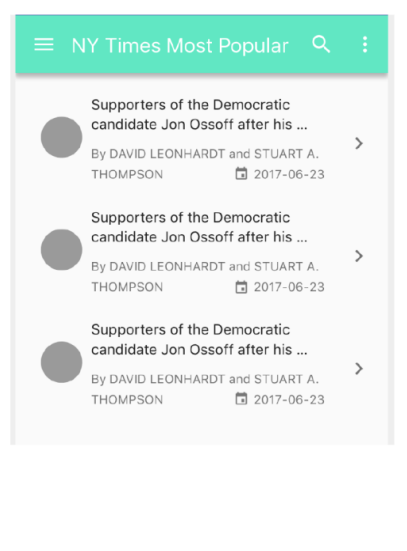 NY Times Most Popular
Supporters of the Democratic
candidate Jon Ossoff after his ...
By DAVID LEONHARDT and STUART A.
THOMPSON 2017-06-23
Supporters of the Democratic
candidate Jon Ossoff after his ...
By DAVID LEONHARDT and STUART A.
THOMPSON 2017-06-23
Supporters of the Democratic
candidate Jon Ossoff after his ...
By DAVID LEONHARDT and STUART A.
THOMPSON 2017-06-23